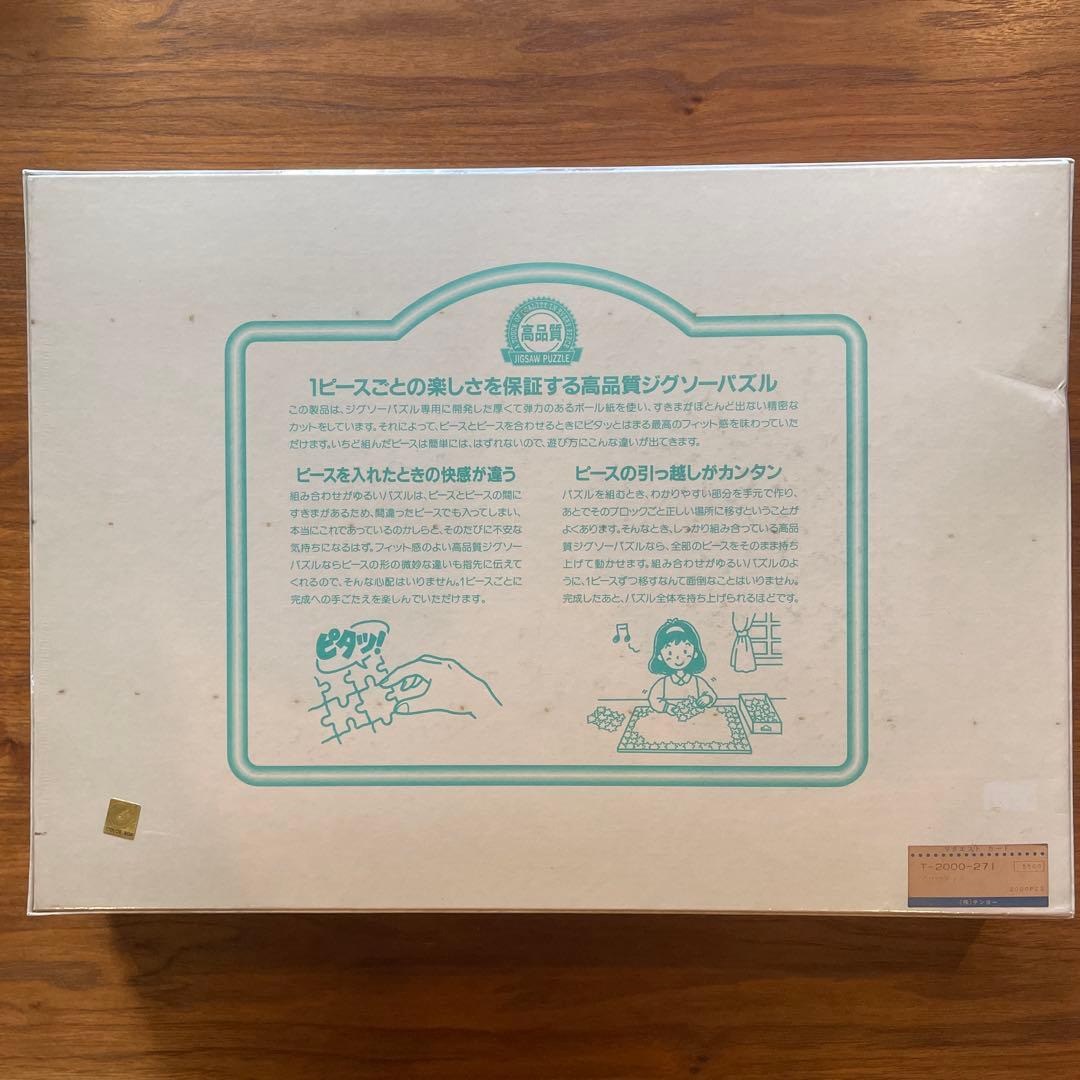 高品質
JIGSAW PUZZLE
1ピースごとの楽しさを保証する高品質ジグソーパズル
この製品は、ジグソーパズル専用に開発した厚くて弾力のあるボール紙を使い、すきまがほとんど出ない精密な
カットをしています。それによって、ピースとピースを合わせるときにピタッとはまる最高のフィット感を味わっていた
だけます。いちど組んだピースは簡単には、はずれないので、遊び方にこんな違いが出てきます。
ピースを入れたときの快感が違う
組み合わせがゆるいパズルは、ピースとピースの間に
すきまがあるため、間違ったピースでも入ってしまい、
本当にこれであっているのかしらと、そのたびに不安な
気持ちになるはず。フィット感のよい高品質ジグソー
パズルならピースの形の微妙な違いも指先に伝えて
くれるので、そんな心配はいりません。1ピースごとに
完成への手ごたえを楽しんでいただけます。
ピタッ!
ピースの引っ越しがカンタン
パズルを組むとき、わかりやすい部分を手元で作り、
あとでそのブロックごと正しい場所に移すということが
よくあります。そんなとき、しっかり組み合っている高品
質ジグソーパズルなら、全部のピースをそのまま持ち
上げて動かせます。組み合わせがゆるいパズルのよ
うに、1ピースずつ移すなんて面倒なことはいりません。
完成したあと、パズル全体を持ち上げられるほどです。
リクエスト カード
T-2000-271
2000PCS
(株)テンヨー